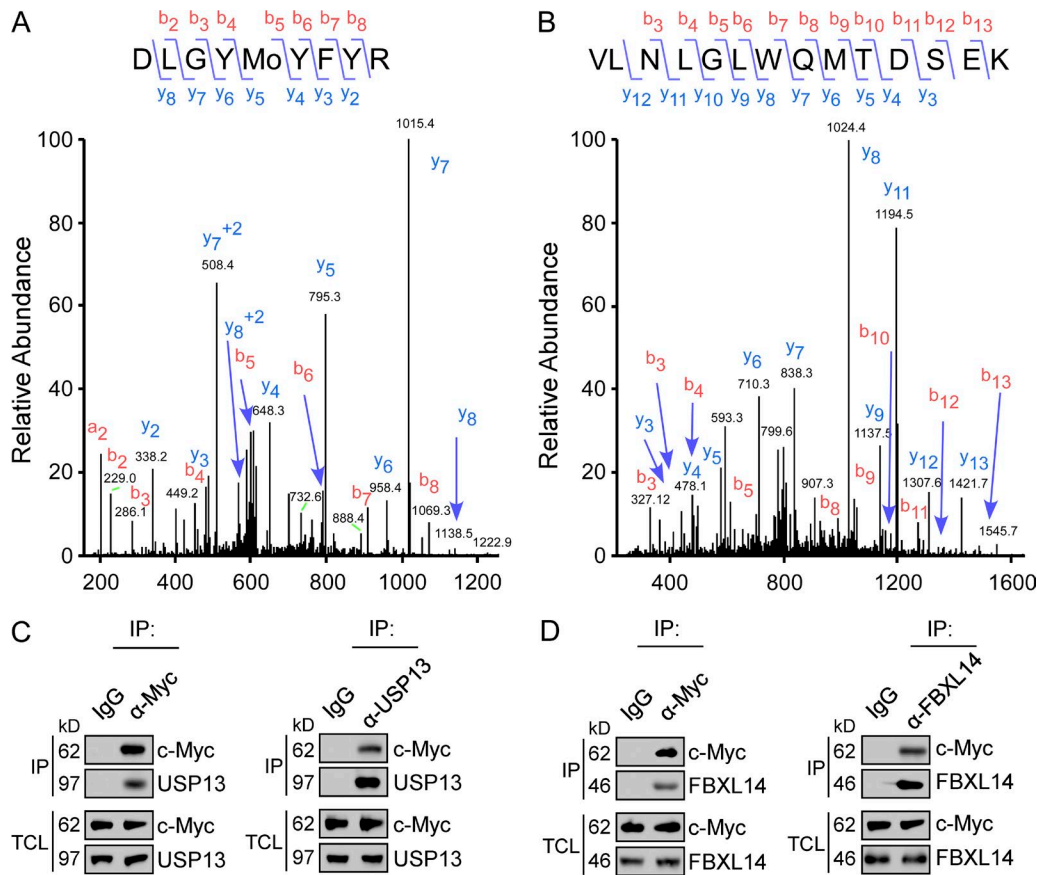 A
b2 b3 b4 b5 b6 b7 b8
D L G Y Mo Y F Y R
y8 y7 y6 y5 y4 y3 y2
Relative Abundance
100
80
60
40
20
0
200 400 600 800 1000 1200
1015.4
y7
y7+2
508.4
y5
795.3
y8+2
b5
b6
y4
648.3
a2
b2
229.0
b3
286.1
y2
338.2
y3
449.2
b4
732.6
888.4
b7
y6
958.4
b8
1069.3
y8
1138.5
1222.9
B
b3 b4 b5 b6 b7 b8 b9 b10 b11 b12 b13
VL N L G L W Q M T D S E K
y12 y11 y10 y9 y8 y7 y6 y5 y4 y3
Relative Abundance
100
80
60
40
20
0
400 800 1200 1600
1024.4
y8
y11
1194.5
b10
b3
b4
y6
710.3
y7
838.3
b12
b13
y3
593.3
799.6
y9
1137.5
b3
327.12
y4
478.1
y5
b5
907.3
b8
b9
y12
1307.6
b11
y13
1421.7
1545.7
C
IP:
IgG
α-Myc
kD
IP
62
c-Myc
97
USP13
TCL
62
c-Myc
97
USP13
IP:
IgG
α-USP13
kD
IP
62
c-Myc
97
USP13
TCL
62
c-Myc
97
USP13
D
IP:
IgG
α-Myc
kD
IP
62
c-Myc
46
FBXL14
TCL
62
c-Myc
46
FBXL14
IP:
IgG
α-FBXL14
kD
IP
62
c-Myc
46
FBXL14
TCL
62
c-Myc
46
FBXL14